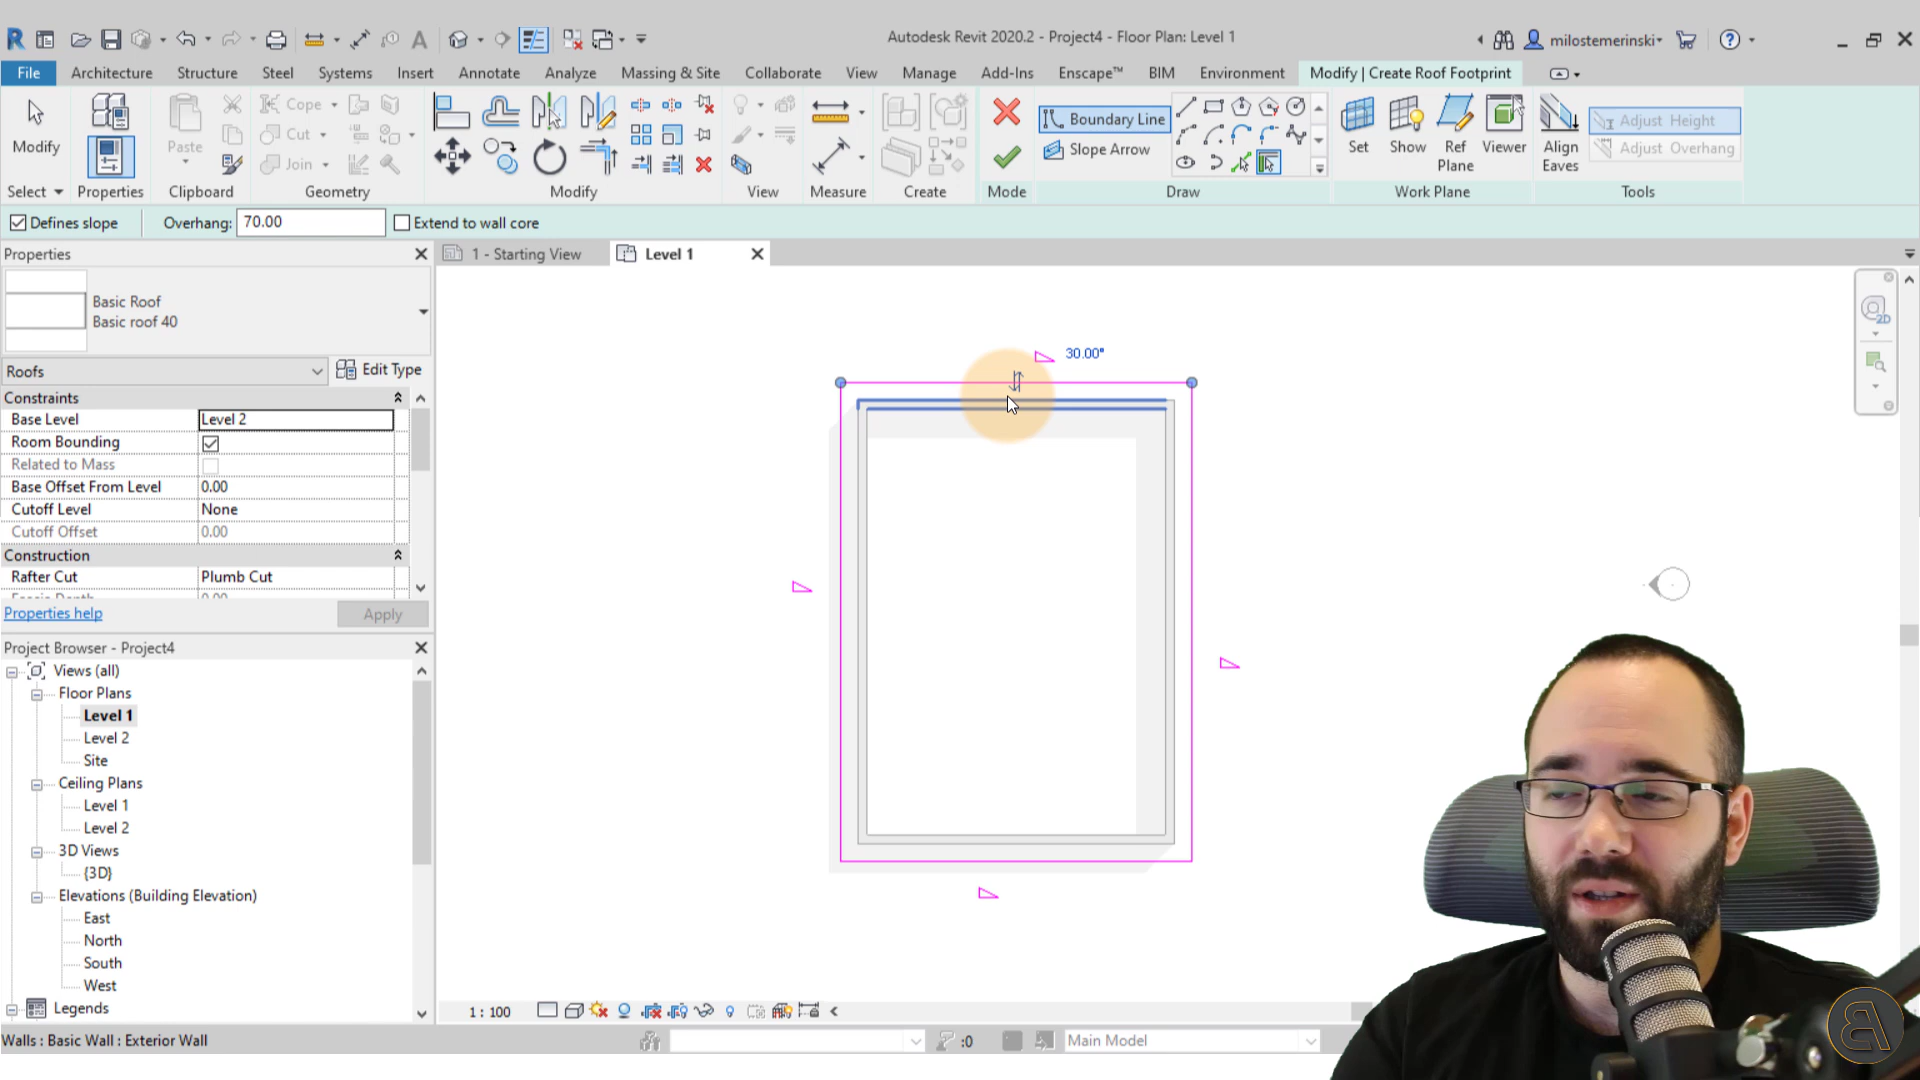 Autodesk Revit 2020.2 - Project4 - Floor Plan: Level 1
milostemerinski
File Architecture Structure Steel Systems Insert Annotate Analyze Massing & Site Collaborate View Manage Add-Ins Enscape™ BIM Environment Modify | Create Roof Footprint
Modify
Paste
Cope
Cut
Join
Boundary Line
Slope Arrow
Set Show Ref Plane Viewer
Align Eaves
Adjust Height
Adjust Overhang
Select Properties Clipboard Geometry Modify View Measure Create Mode Draw Work Plane Tools
Defines slope Overhang: 70.00 Extend to wall core
Properties
1 - Starting View Level 1
2D
Basic Roof
Basic roof 40
Roofs Edit Type
Constraints
Base Level Level 2
Room Bounding
Related to Mass
Base Offset From Level 0.00
Cutoff Level None
Cutoff Offset 0.00
Construction
Rafter Cut Plumb Cut
Properties help Apply
30.00°
Project Browser - Project4
Views (all)
Floor Plans
Level 1
Level 2
Site
Ceiling Plans
Level 1
Level 2
3D Views
{3D}
Elevations (Building Elevation)
East
North
South
West
Legends
1 : 100
Walls : Basic Wall : Exterior Wall
:0
Main Model